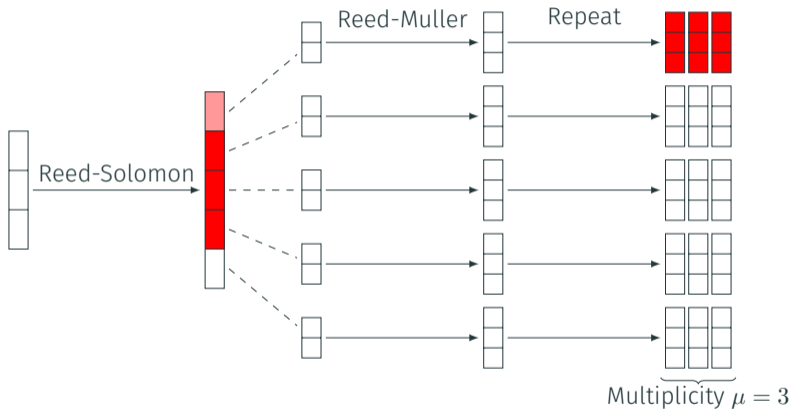 Reed-Muller
Repeat
Reed-Solomon
Multiplicity μ = 3